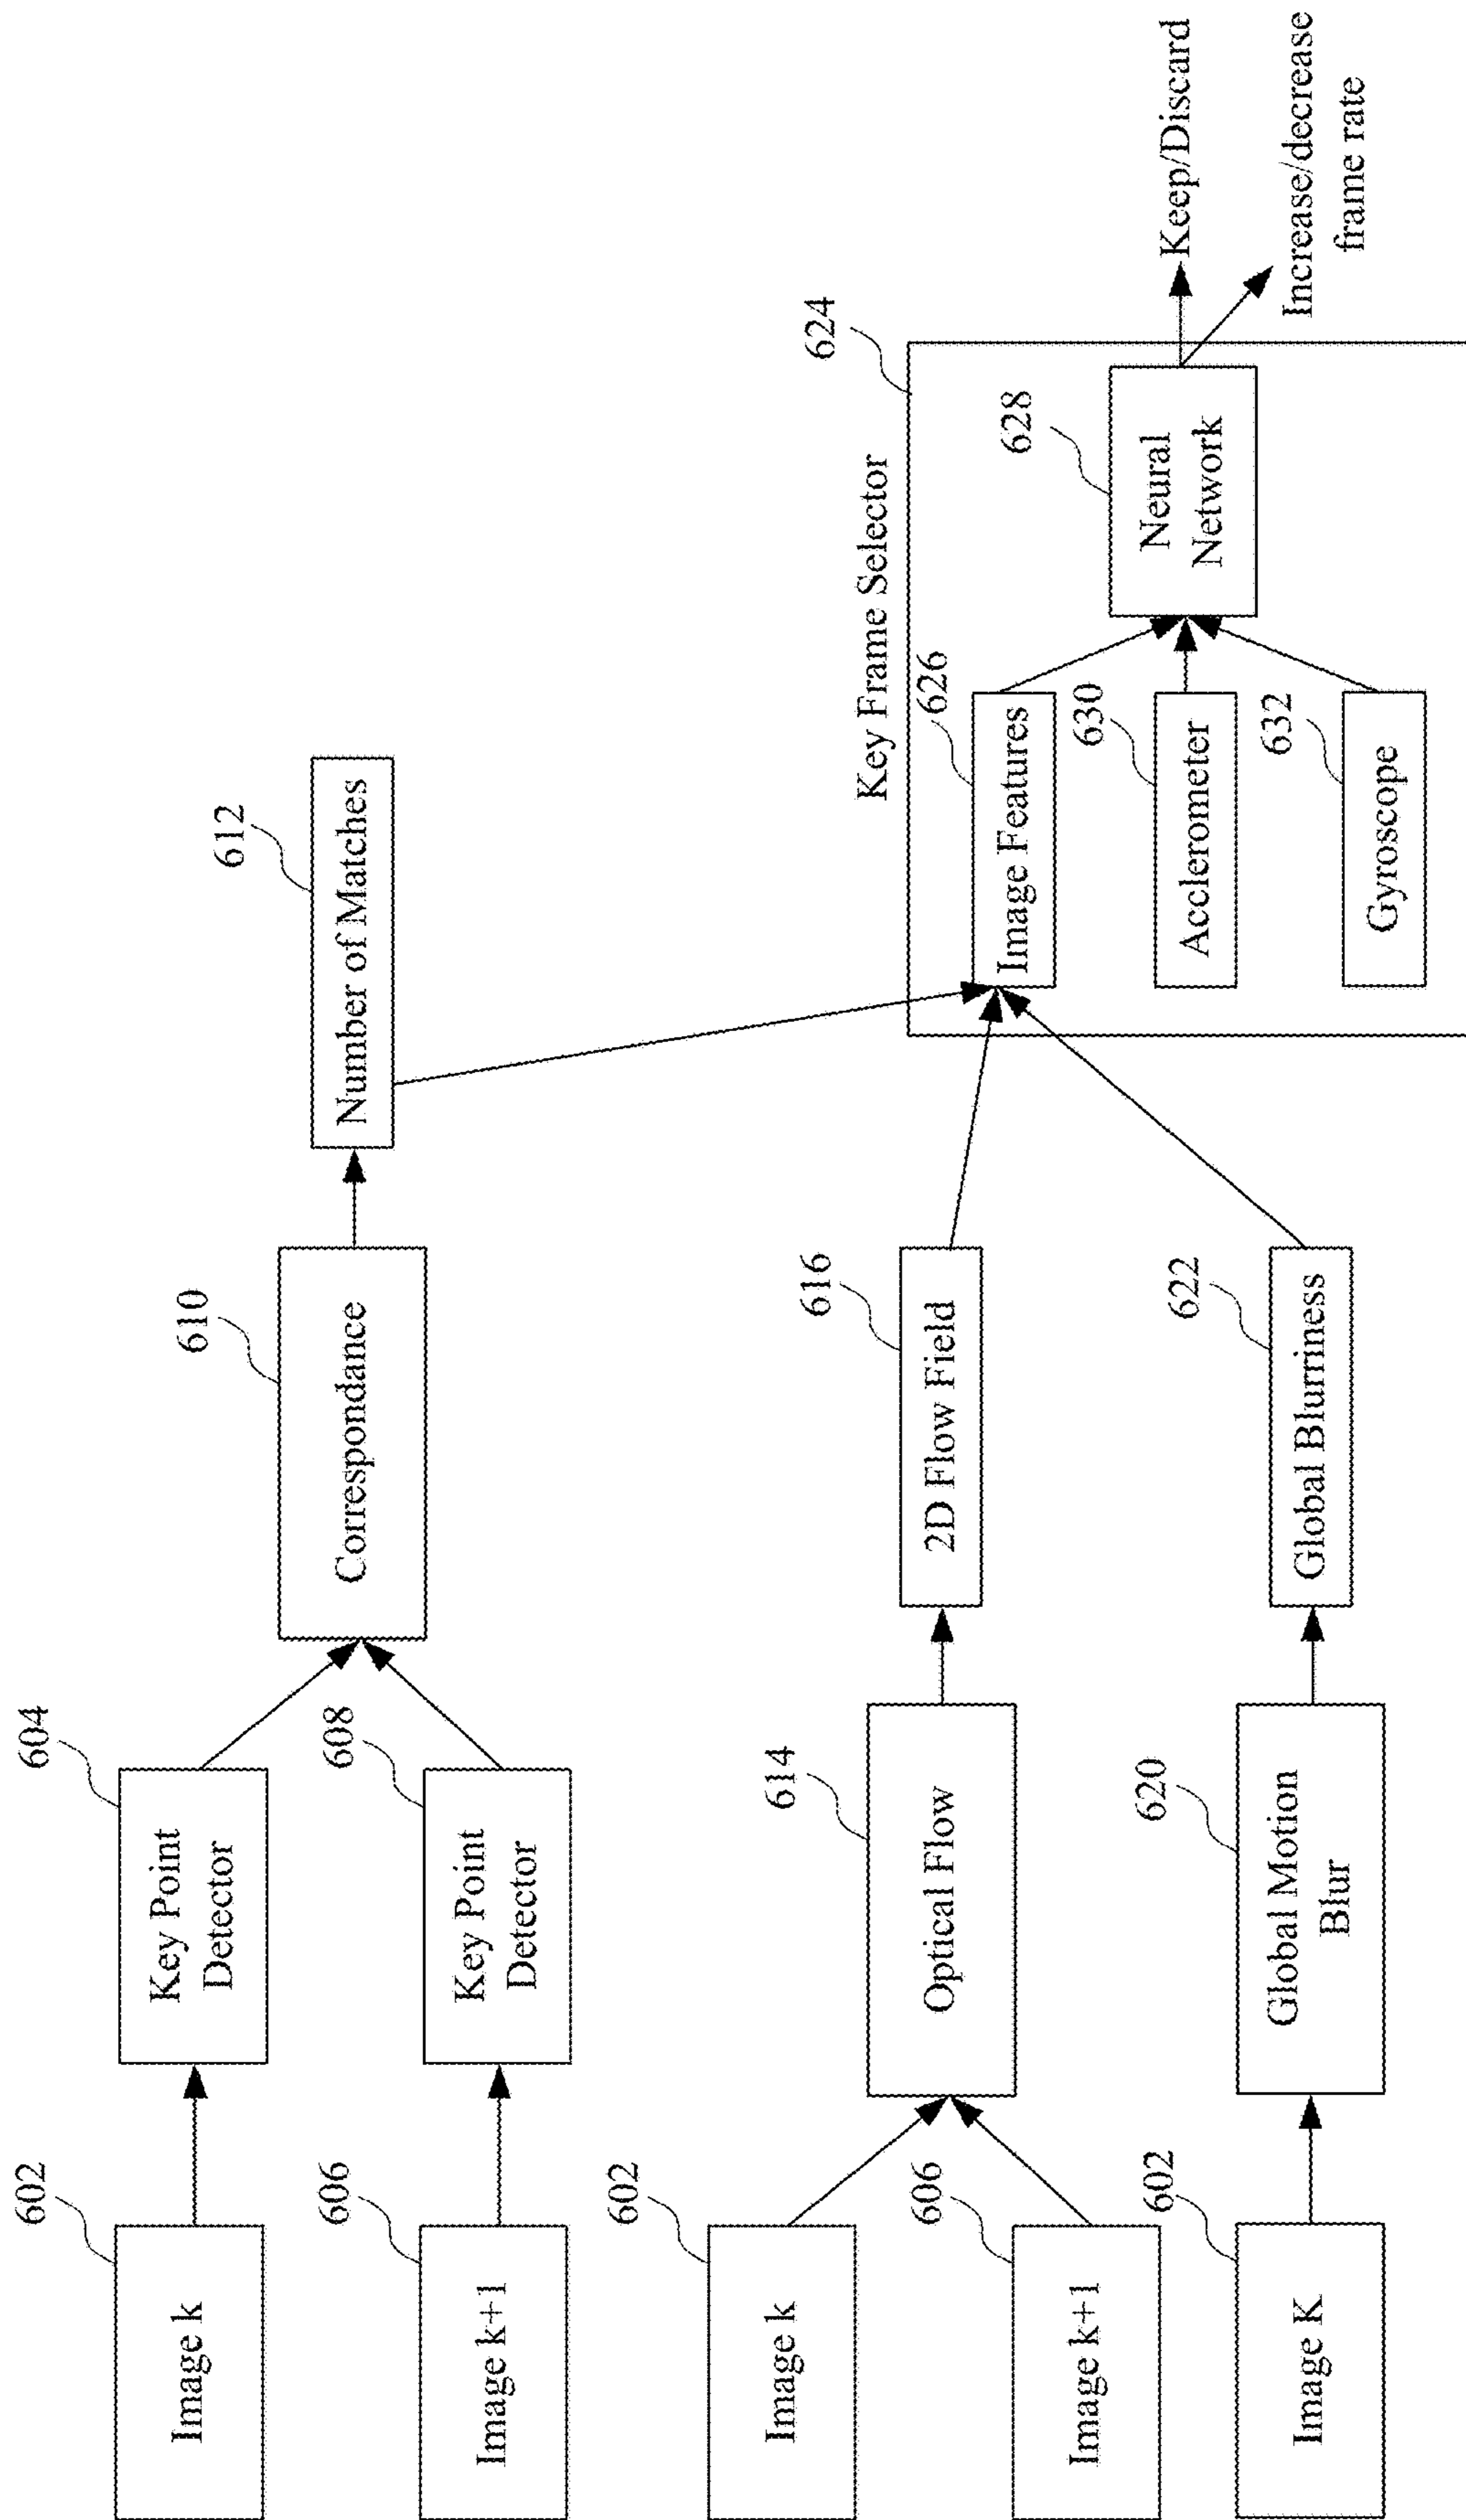 602
Image k
604
Key Point
Detector
606
Image k+1
608
Key Point
Detector
610
Correspondance
612
Number of Matches
602
Image k
606
Image k+1
614
Optical Flow
616
2D Flow Field
602
Image K
620
Global Motion
Blur
622
Global Blurriness
Key Frame Selector
624
626
Image Features
630
Acclerometer
632
Gyroscope
628
Neural
Network
Keep/Discard
Increase/decrease
frame rate